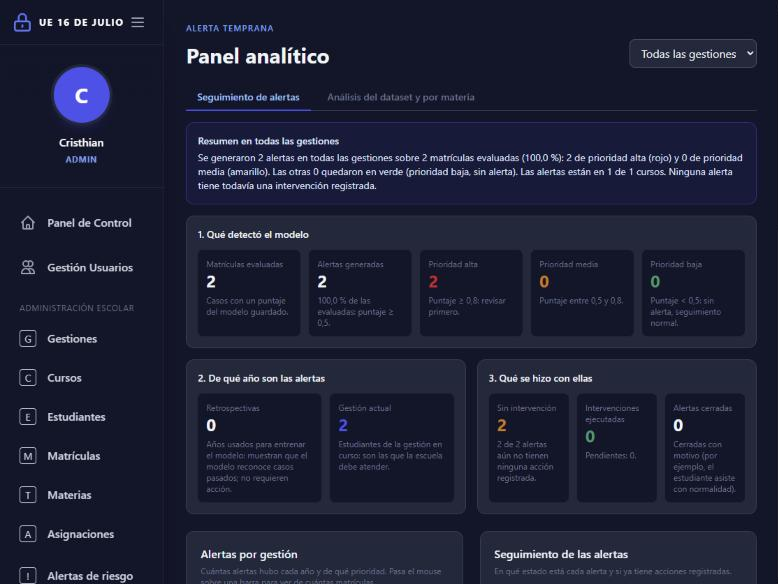 UE 16 DE JULIO
C
Cristhian
ADMIN
Panel de Control
Gestión Usuarios
ADMINISTRACIÓN ESCOLAR
G Gestiones
C Cursos
E Estudiantes
M Matrículas
T Materias
A Asignaciones
! Alertas de riesgo
ALERTA TEMPRANA
Panel analítico
Todas las gestiones
Seguimiento de alertas
Análisis del dataset y por materia
Resumen en todas las gestiones
Se generaron 2 alertas en todas las gestiones sobre 2 matrículas evaluadas (100,0 %): 2 de prioridad alta (rojo) y 0 de prioridad
media (amarillo). Las otras 0 quedaron en verde (prioridad baja, sin alerta). Las alertas están en 1 de 1 cursos. Ninguna alerta
tiene todavía una intervención registrada.
1. Qué detectó el modelo
Matrículas evaluadas
2
Casos con un puntaje
del modelo guardado.
Alertas generadas
2
100,0 % de las
evaluadas: puntaje ≥
0,5.
Prioridad alta
2
Puntaje ≥ 0,8: revisar
primero.
Prioridad media
0
Puntaje entre 0,5 y 0,8.
Prioridad baja
0
Puntaje < 0,5: sin
alerta, seguimiento
normal.
2. De qué año son las alertas
Retrospectivas
0
Años usados para entrenar
el modelo: muestran que el
modelo reconoce casos
pasados; no requieren
acción.
Gestión actual
2
Estudiantes de la gestión en
curso: son las que la escuela
debe atender.
3. Qué se hizo con ellas
Sin intervención
2
2 de 2 alertas
aún no tienen
ninguna acción
registrada.
Intervenciones
ejecutadas
0
Pendientes: 0.
Alertas cerradas
0
Cerradas con
motivo (por
ejemplo, el
estudiante asiste
con normalidad).
Alertas por gestión
Cuántas alertas hubo cada año y de qué prioridad. Pasa el mouse
sobre una barra para ver de cuántas matrículas
Seguimiento de las alertas
En qué estado está cada alerta y si ya tiene acciones registradas.